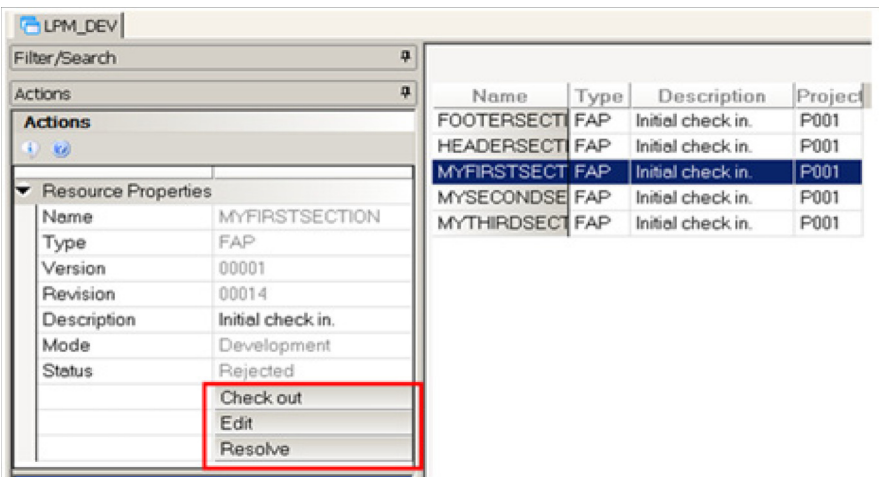 LPM_DEV
Filter/Search
Actions
Actions
Resource Properties
Name MYFIRSTSECTION
Type FAP
Version 00001
Revision 00014
Description Initial check in.
Mode Development
Status Rejected
Check out
Edit
Resolve
Name Type Description Project
FOOTERSECTI FAP Initial check in. P001
HEADERSECTI FAP Initial check in. P001
MYFIRSTSECT FAP Initial check in. P001
MYSECONDSE FAP Initial check in. P001
MYTHIRDSECT FAP Initial check in. P001